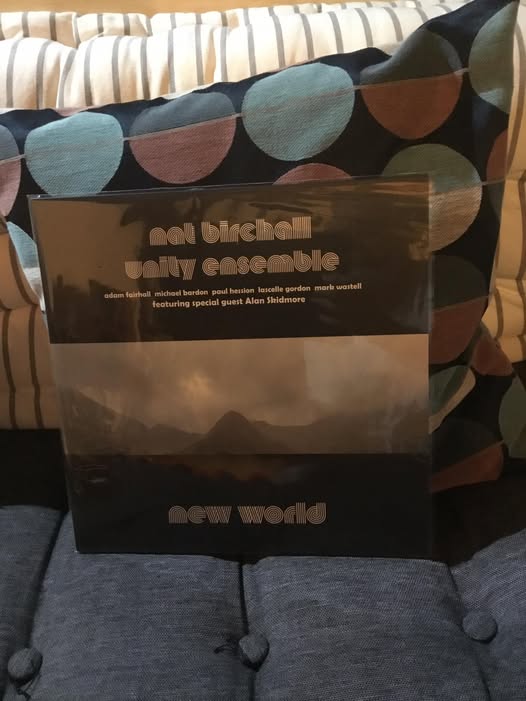 nat birchall
unity ensemble
adam fairhall michael bardon paul hession lascelle gordon mark wastell
featuring special guest Alan Skidmore
new world